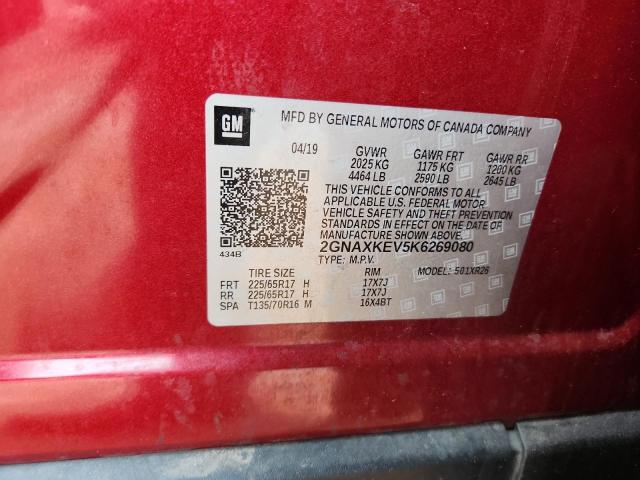 GM
MFD BY GENERAL MOTORS OF CANADA COMPANY
04/19 GVWR GAWR FRT GAWR RR
2025 KG 1175 KG 1200 KG
4464 LB 2590 LB 2645 LB
THIS VEHICLE CONFORMS TO ALL
APPLICABLE U.S. FEDERAL MOTOR
VEHICLE SAFETY AND THEFT PREVENTION
STANDARDS IN EFFECT ON THE DATE OF
MANUFACTURE SHOWN ABOVE.
434B
2GNAXKEV5K6269080
TYPE: M.P.V. MODEL: 501XR26
TIRE SIZE RIM
FRT 225/65R17 H 17X7J
RR 225/65R17 H 17X7J
SPA T135/70R16 M 16X4BT